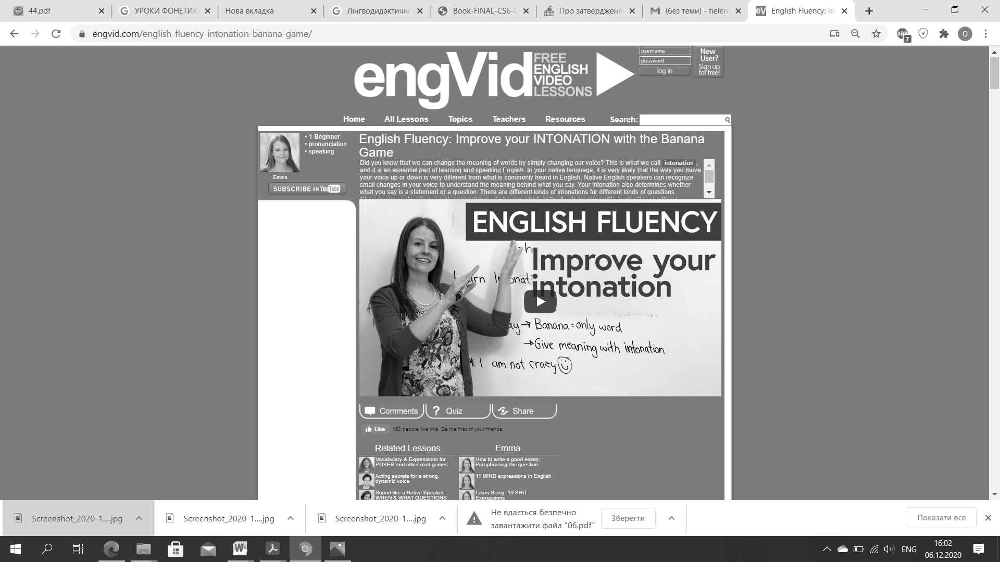 44.pdf
УРОКИ ФОНЕТИКИ
Нова вкладка
Лінгводидактичні
Book-FINAL-CS6-U
Про затверджен
(без теми) - helen
English Fluency: Im
engvid.com/english-fluency-intonation-banana-game/
ABP
7
O
engVid
FREE
ENGLISH
VIDEO
LESSONS
username
password
log in
New
User?
Sign up
for free!
Home
All Lessons
Topics
Teachers
Resources
Search:
• 1-Beginner
• pronunciation
• speaking
Emma
SUBSCRIBE ON YouTube
English Fluency: Improve your INTONATION with the Banana
Game
Did you know that we can change the meaning of words by simply changing our voice? This is what we call intonation ,
and it is an essential part of learning and speaking English. In your native language, it is very likely that the way you move
your voice up or down is very different from what is commonly heard in English. Native English speakers can recognize
small changes in your voice to understand the meaning behind what you say. Your intonation also determines whether
what you say is a statement or a question. There are different kinds of intonations for different kinds of questions.
ENGLISH FLUENCY
Improve your
intonation
Banana = only word
Give meaning with intonation
* I am not crazy
Comments
? Quiz
Share
Like
152 people like this. Be the first of your friends.
Related Lessons
Vocabulary & Expressions for
POKER and other card games
Acting secrets for a strong,
dynamic voice
Sound like a Native Speaker:
WHEN & WHAT QUESTIONS
Emma
How to write a good essay:
Paraphrasing the question
11 MIND expressions in English
Learn Slang: 10 SHIT
Expressions
Screenshot_2020-1....jpg
Screenshot_2020-1....jpg
Screenshot_2020-1....jpg
Не вдається безпечно
завантажити файл "06.pdf"
Зберегти
Показати все
ENG
16:02
06.12.2020